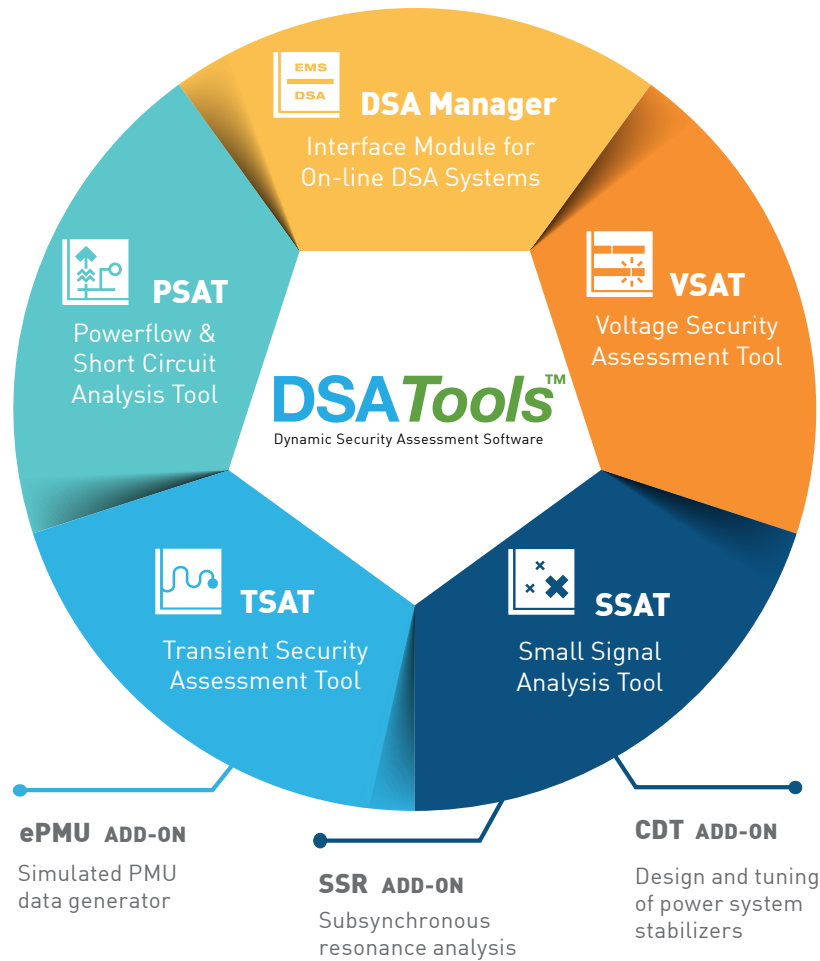 EMS
DSA
DSA Manager
Interface Module for
On-line DSA Systems
PSAT
Powerflow &
Short Circuit
Analysis Tool
VSAT
Voltage Security
Assessment Tool
DSATools™
Dynamic Security Assessment Software
TSAT
Transient Security
Assessment Tool
SSAT
Small Signal
Analysis Tool
ePMU ADD-ON
Simulated PMU
data generator
SSR ADD-ON
Subsynchronous
resonance analysis
CDT ADD-ON
Design and tuning
of power system
stabilizers